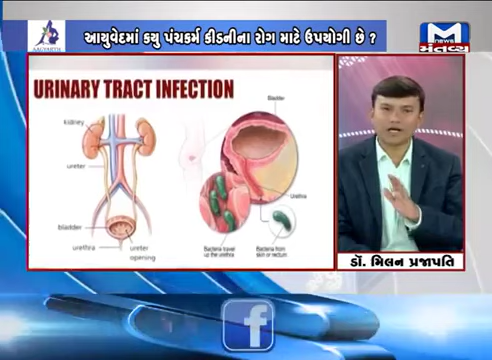 આયુવેદમાં કયુ પંચકર્મ કીડનીના રોગ માટે ઉપયોગી છે ?
AAGYARTH
M
news
મંતવ્ય
URINARY TRACT INFECTION
kidney
ureter
bladder
urethra
ureter
opening
Bladder
Urethra
Bacteria travel
up the urethra
Bacteria from
skin or rectum
ડૉ. મિલન પ્રજાપતિ
f